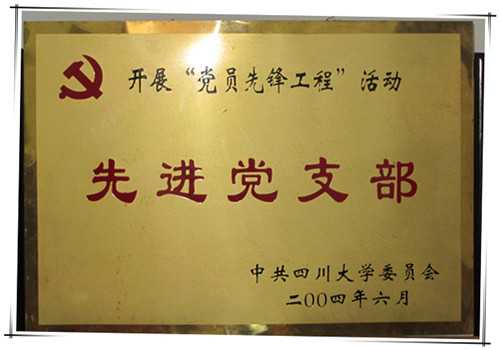 开展“党员先锋工程”活动
先进党支部
中共四川大学委员会
二00四年六月